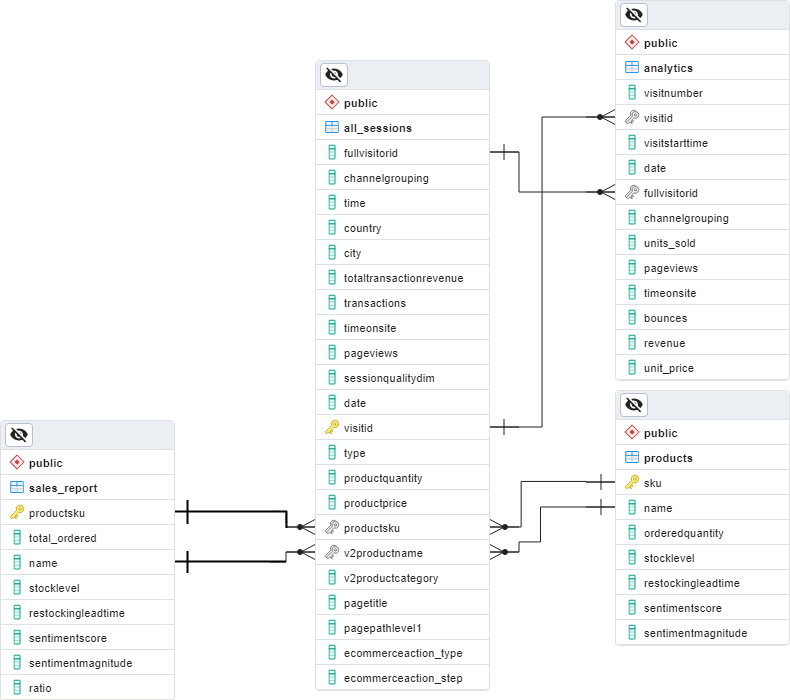 public
sales_report
productsku
total_ordered
name
stocklevel
restockingleadtime
sentimentscore
sentimentmagnitude
ratio
public
all_sessions
fullvisitorid
channelgrouping
time
country
city
totaltransactionrevenue
transactions
timeonsite
pageviews
sessionqualitydim
date
visitid
type
productquantity
productprice
productsku
v2productname
v2productcategory
pagetitle
pagepathlevel1
ecommerceaction_type
ecommerceaction_step
public
analytics
visitnumber
visitid
visitstarttime
date
fullvisitorid
channelgrouping
units_sold
pageviews
timeonsite
bounces
revenue
unit_price
public
products
sku
name
orderedquantity
stocklevel
restockingleadtime
sentimentscore
sentimentmagnitude